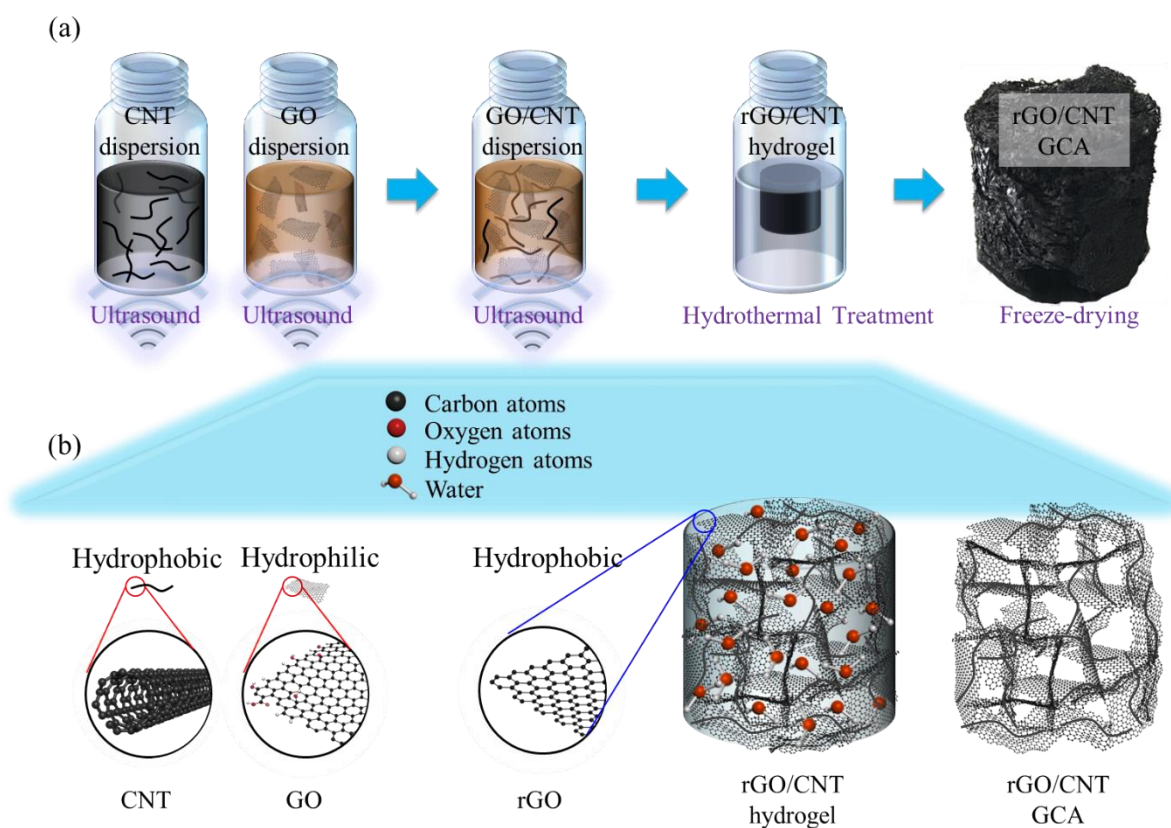 (a)
CNT
dispersion
GO
dispersion
GO/CNT
dispersion
rGO/CNT
hydrogel
rGO/CNT
GCA
Ultrasound
Ultrasound
Ultrasound
Hydrothermal Treatment
Freeze-drying
Carbon atoms
Oxygen atoms
Hydrogen atoms
Water
(b)
Hydrophobic
Hydrophilic
Hydrophobic
CNT
GO
rGO
rGO/CNT
hydrogel
rGO/CNT
GCA